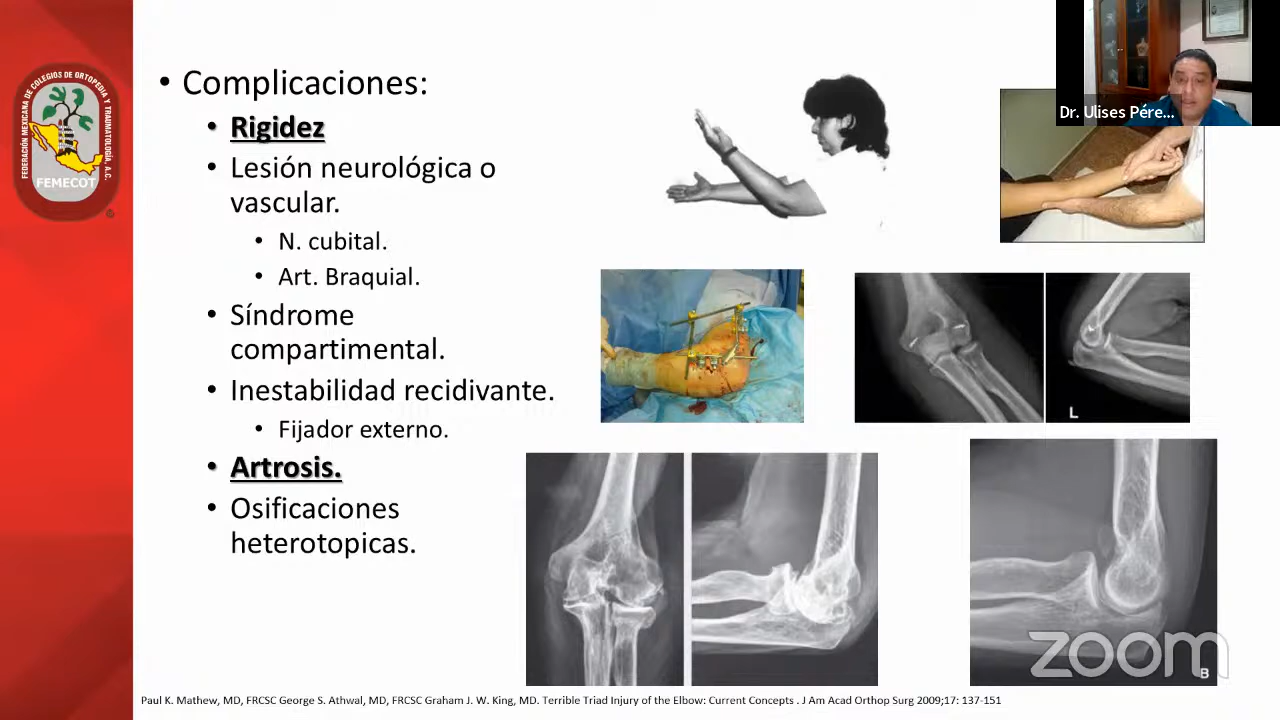 • Complicaciones:
• Rigidez
• Lesión neurológica o
vascular.
• N. cubital.
• Art. Braquial.
• Síndrome
compartimental.
• Inestabilidad recidivante.
• Fijador externo.
• Artrosis.
• Osificaciones
heterotopicas.
FEDERACIÓN MEXICANA DE COLEGIOS DE ORTOPEDIA Y TRAUMATOLOGÍA, A.C.
FEMECOT
®
Dr. Ulises Pére...
L
zoom
B
Paul K. Mathew, MD, FRCSC George S. Athwal, MD, FRCSC Graham J. W. King, MD. Terrible Triad Injury of the Elbow: Current Concepts . J Am Acad Orthop Surg 2009;17: 137-151